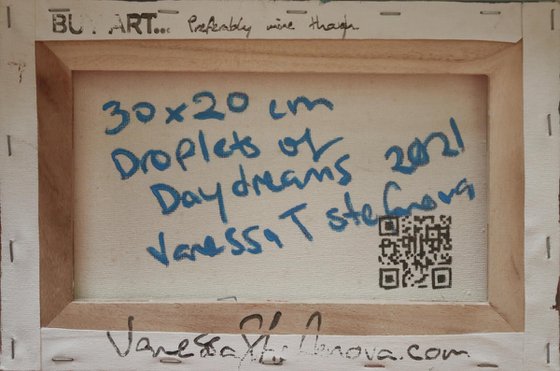 BUY ART... Preferably mine though
30x20 cm
Droplets of
Daydreams 2021
Vanessa T Stefanova
VanessaStefanova.com